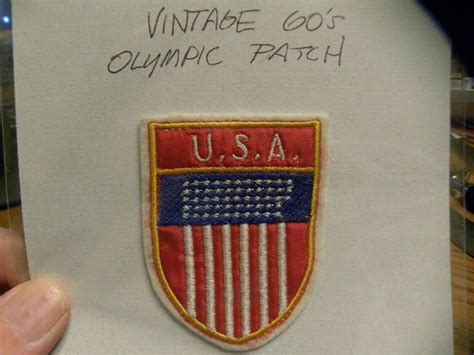 VINTAGE 60's
OLYMPIC PATCH
U.S.A.